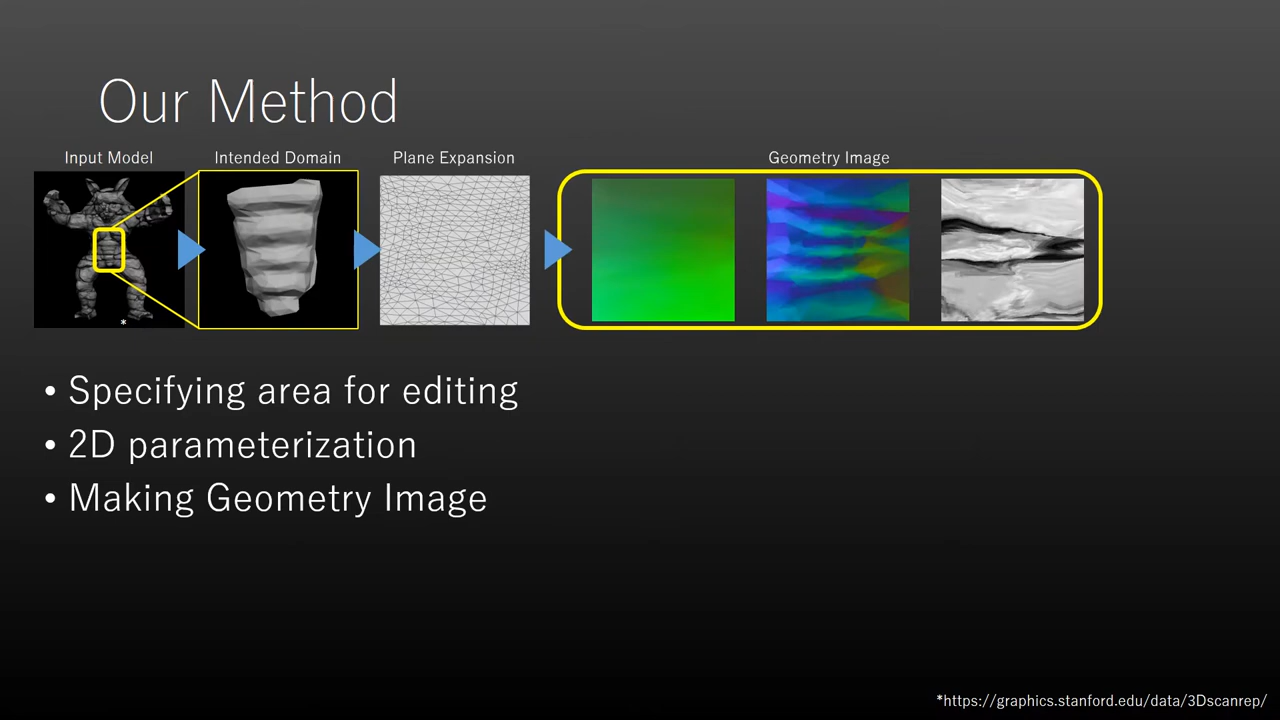 Our Method
Input Model
Intended Domain
Plane Expansion
Geometry Image
*
• Specifying area for editing
• 2D parameterization
• Making Geometry Image
*https://graphics.stanford.edu/data/3Dscanrep/